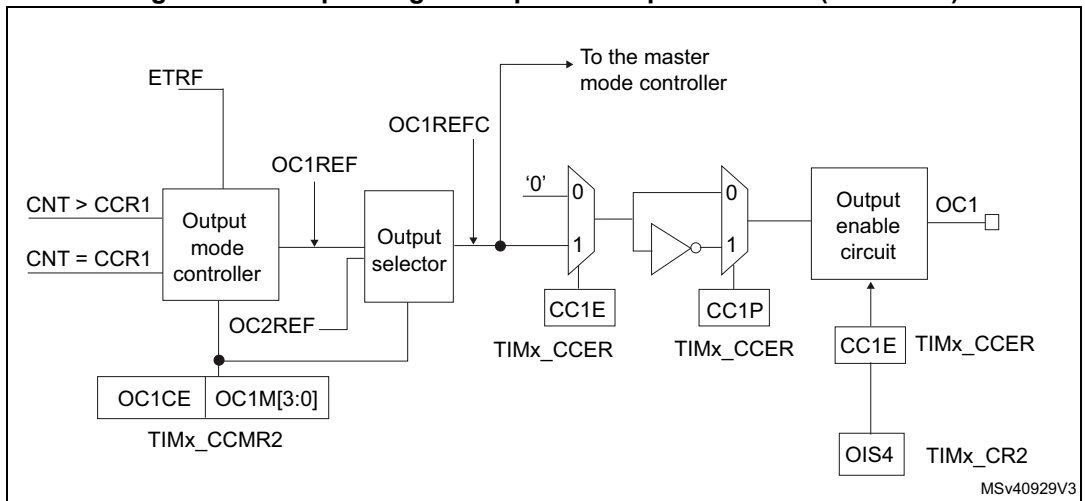 To the master
mode controller
ETRF
OC1REFC
OC1REF
'0'
0
0
CNT > CCR1
Output
mode
controller
Output
selector
Output
enable
circuit
OC1
1
1
CNT = CCR1
OC2REF
CC1E
CC1P
TIMx_CCER
TIMx_CCER
CC1E
TIMx_CCER
OC1CE
OC1M[3:0]
TIMx_CCMR2
OIS4
TIMx_CR2
MSv40929V3